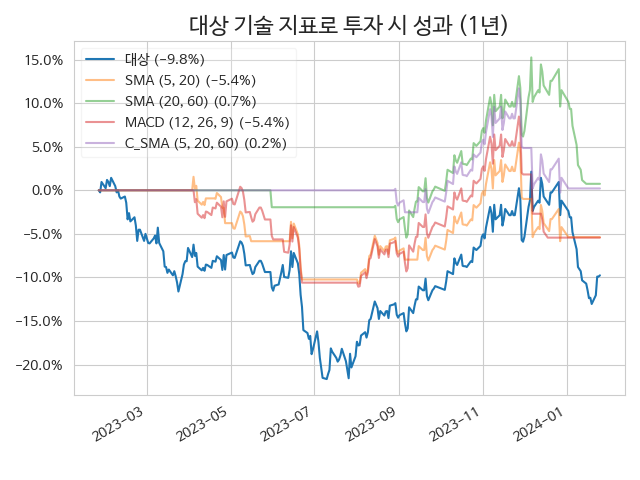 대상 기술 지표로 투자 시 성과 (1년)
대상 (−9.8%)
SMA (5, 20) (−5.4%)
SMA (20, 60) (0.7%)
MACD (12, 26, 9) (−5.4%)
C_SMA (5, 20, 60) (0.2%)
15.0%
10.0%
5.0%
0.0%
−5.0%
−10.0%
−15.0%
−20.0%
2023-03
2023-05
2023-07
2023-09
2023-11
2024-01